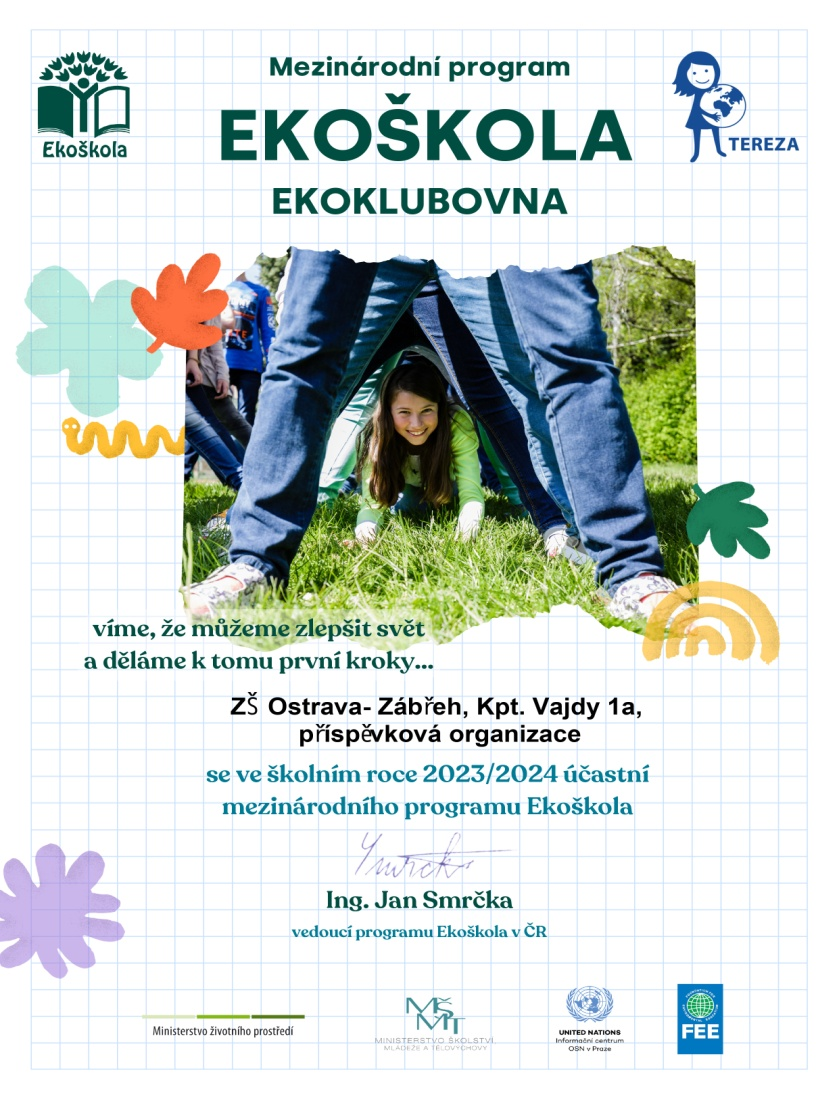 Mezinárodní program
EKOŠKOLA
EKOKLUBOVNA
Ekoškola
TEREZA
víme, že můžeme zlepšit svět
a děláme k tomu první kroky...
ZŠ Ostrava- Zábřeh, Kpt. Vajdy 1a,
příspěvková organizace
se ve školním roce 2023/2024 účastní
mezinárodního programu Ekoškola
Ing. Jan Smrčka
vedoucí programu Ekoškola v ČR
Ministerstvo životního prostředí
MŠMT
MINISTERSTVO ŠKOLSTVÍ,
MLÁDEŽE A TĚLOVÝCHOVY
UNITED NATIONS
Informační centrum
OSN v Praze
FEE